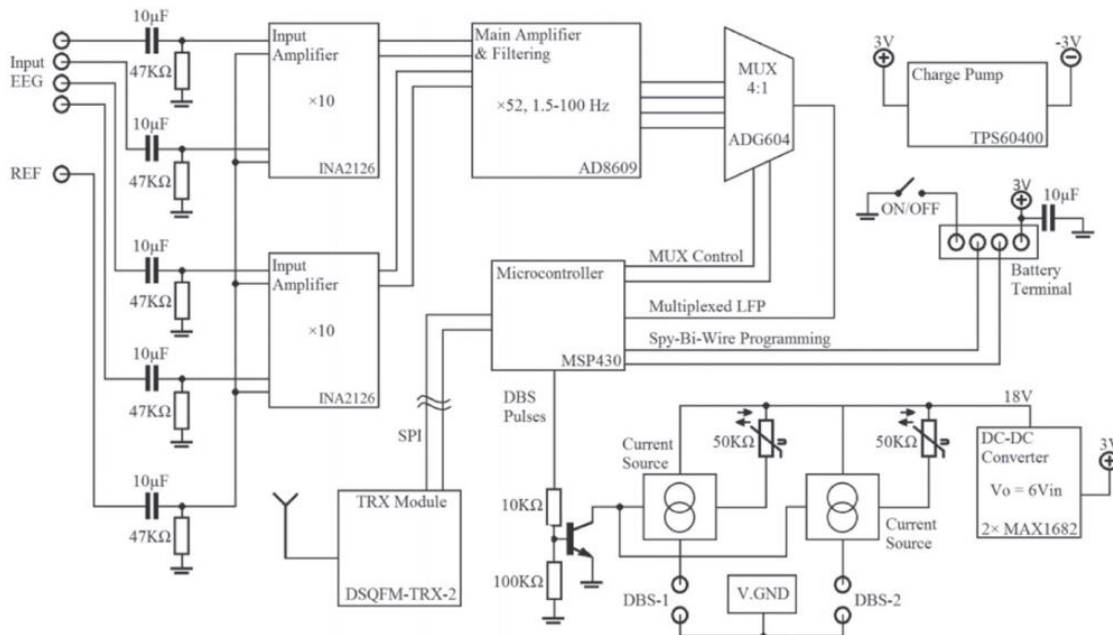 10µF
47KΩ
Input
EEG
10µF
47KΩ
REF
10µF
47KΩ
10µF
47KΩ
10µF
47KΩ
Input
Amplifier
×10
INA2126
Input
Amplifier
×10
INA2126
Main Amplifier
& Filtering
×52, 1.5-100 Hz
AD8609
MUX
4:1
ADG604
3V
-3V
Charge Pump
TPS60400
ON/OFF
3V
10µF
Battery
Terminal
Microcontroller
MSP430
MUX Control
Multiplexed LFP
Spy-Bi-Wire Programming
SPI
DBS
Pulses
TRX Module
DSQFM-TRX-2
10KΩ
100KΩ
Current
Source
50KΩ
50KΩ
Current
Source
18V
DC-DC
Converter
Vo = 6Vin
2× MAX1682
3V
DBS-1
V.GND
DBS-2